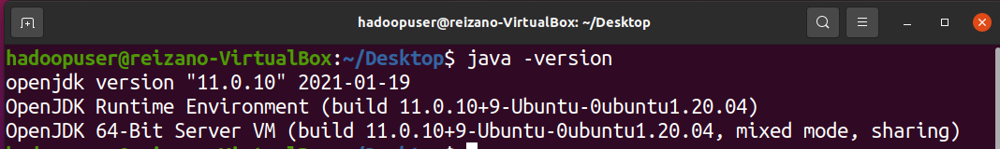 hadoopuser@reizano-VirtualBox: ~/Desktop
hadoopuser@reizano-VirtualBox:~/Desktop$ java -version
openjdk version "11.0.10" 2021-01-19
OpenJDK Runtime Environment (build 11.0.10+9-Ubuntu-0ubuntu1.20.04)
OpenJDK 64-Bit Server VM (build 11.0.10+9-Ubuntu-0ubuntu1.20.04, mixed mode, sharing)